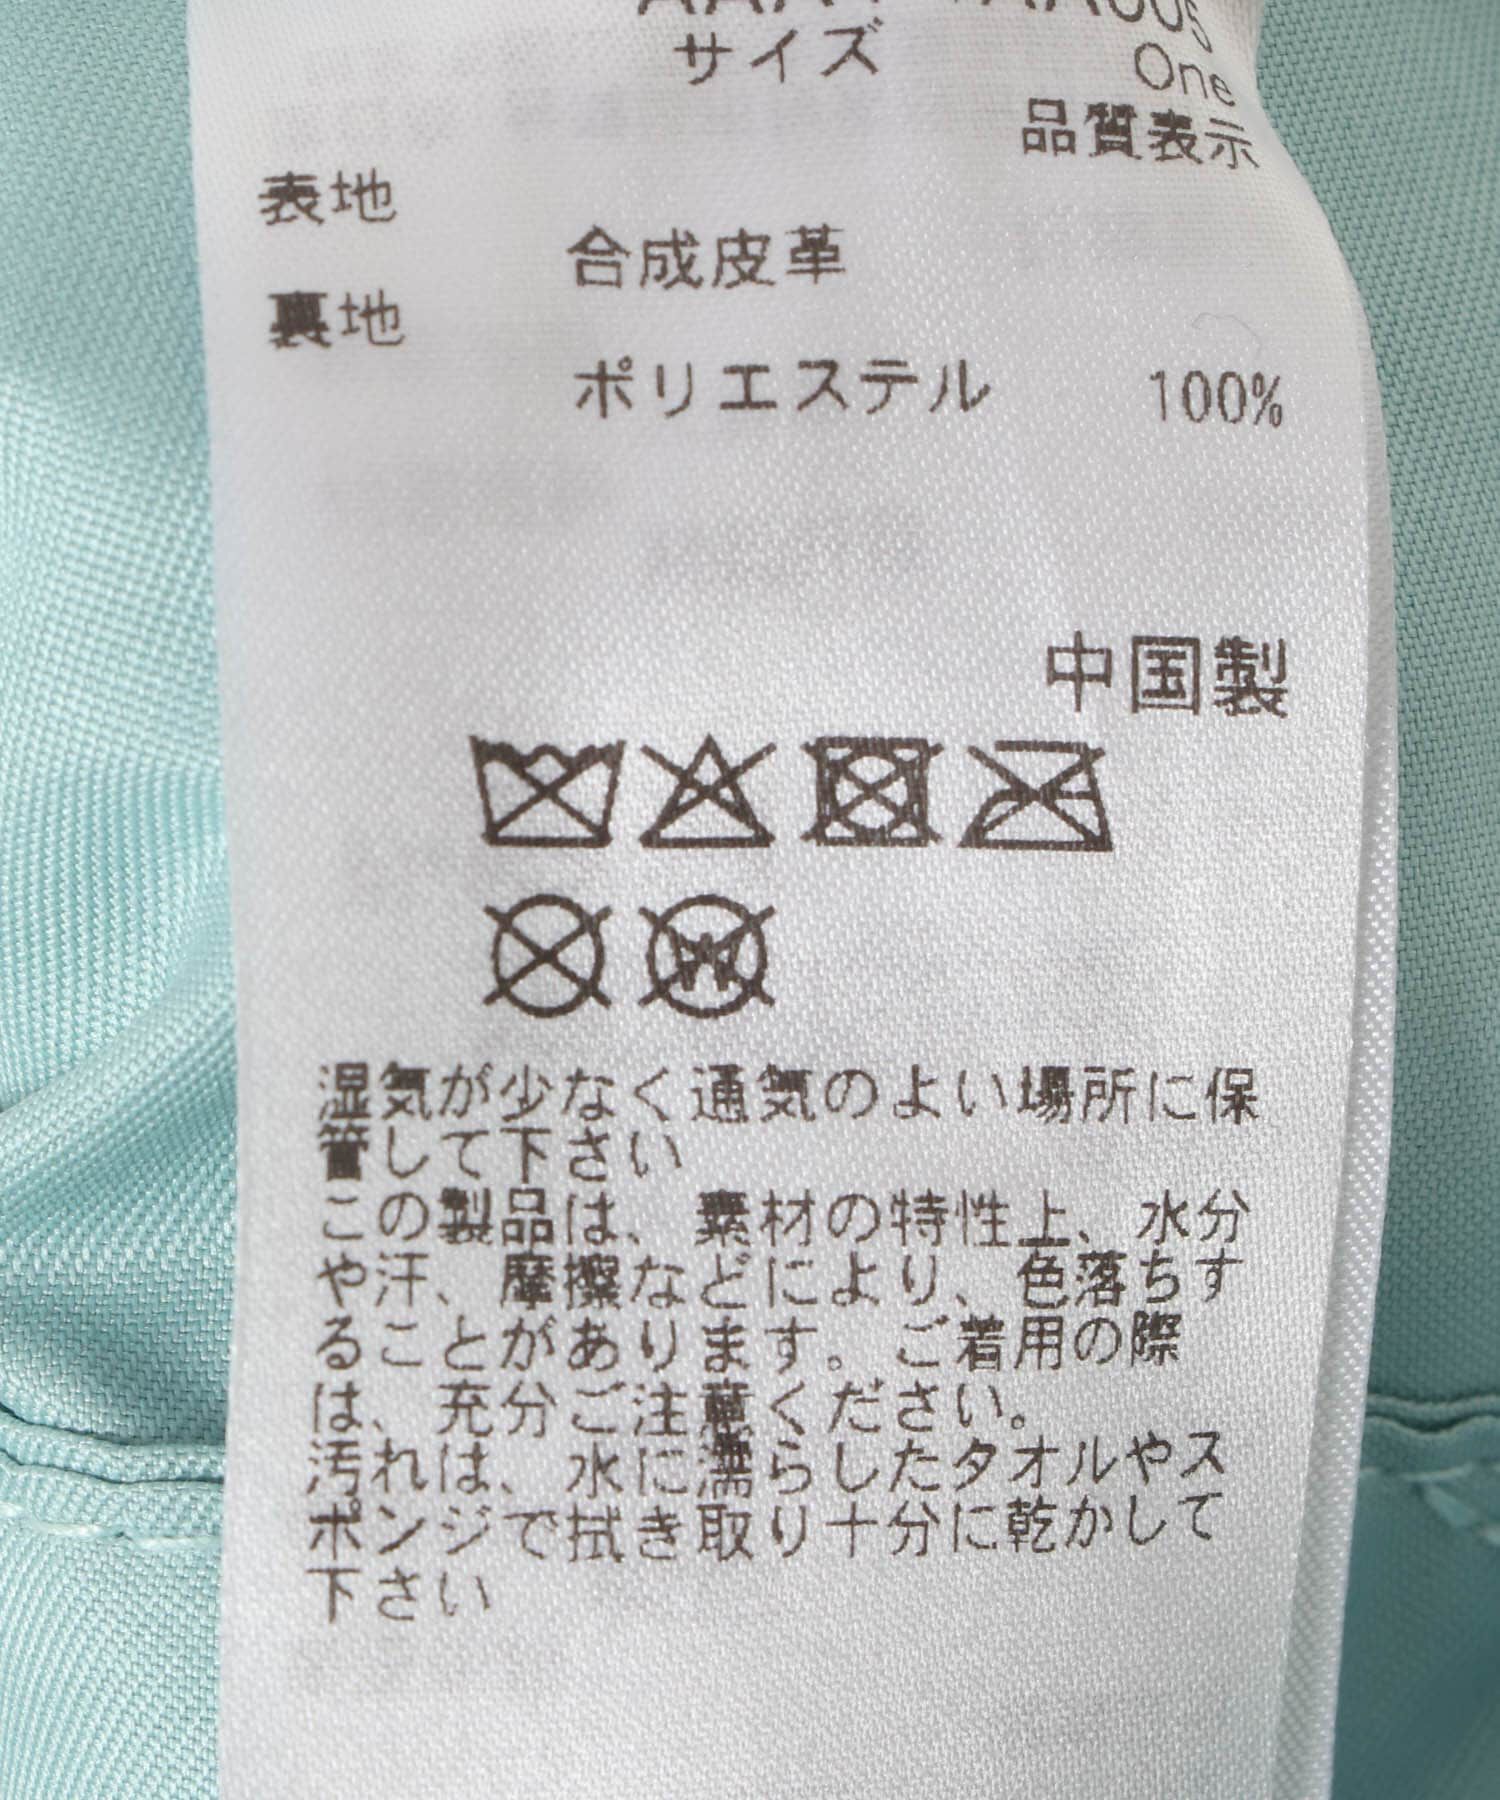 サイズ
One
品質表示
表地
合成皮革
裏地
ポリエステル 100%
中国製
湿気が少なく通気のよい場所に保
管して下さい
この製品は、素材の特性上、水分
や汗、摩擦などにより、色落ちす
ることがあります。ご着用の際
は、充分ご注意ください。
汚れは、水に濡らしたタオルやス
ポンジで拭き取り十分に乾かして
下さい